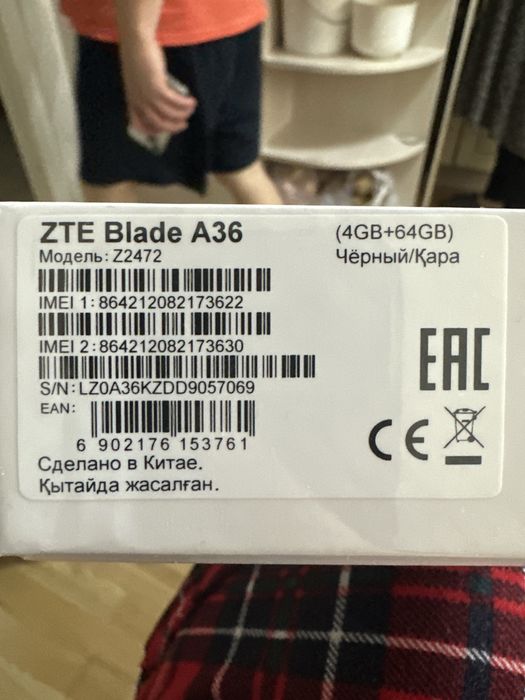 ZTE Blade A36
(4GB+64GB)
Модель: Z2472
Чёрный/Қара
IMEI 1: 864212082173622
IMEI 2: 864212082173630
S/N: LZ0A36KZDD9057069
EAN:
6 902176 153761
EAC
CE
Сделано в Китае.
Қытайда жасалған.